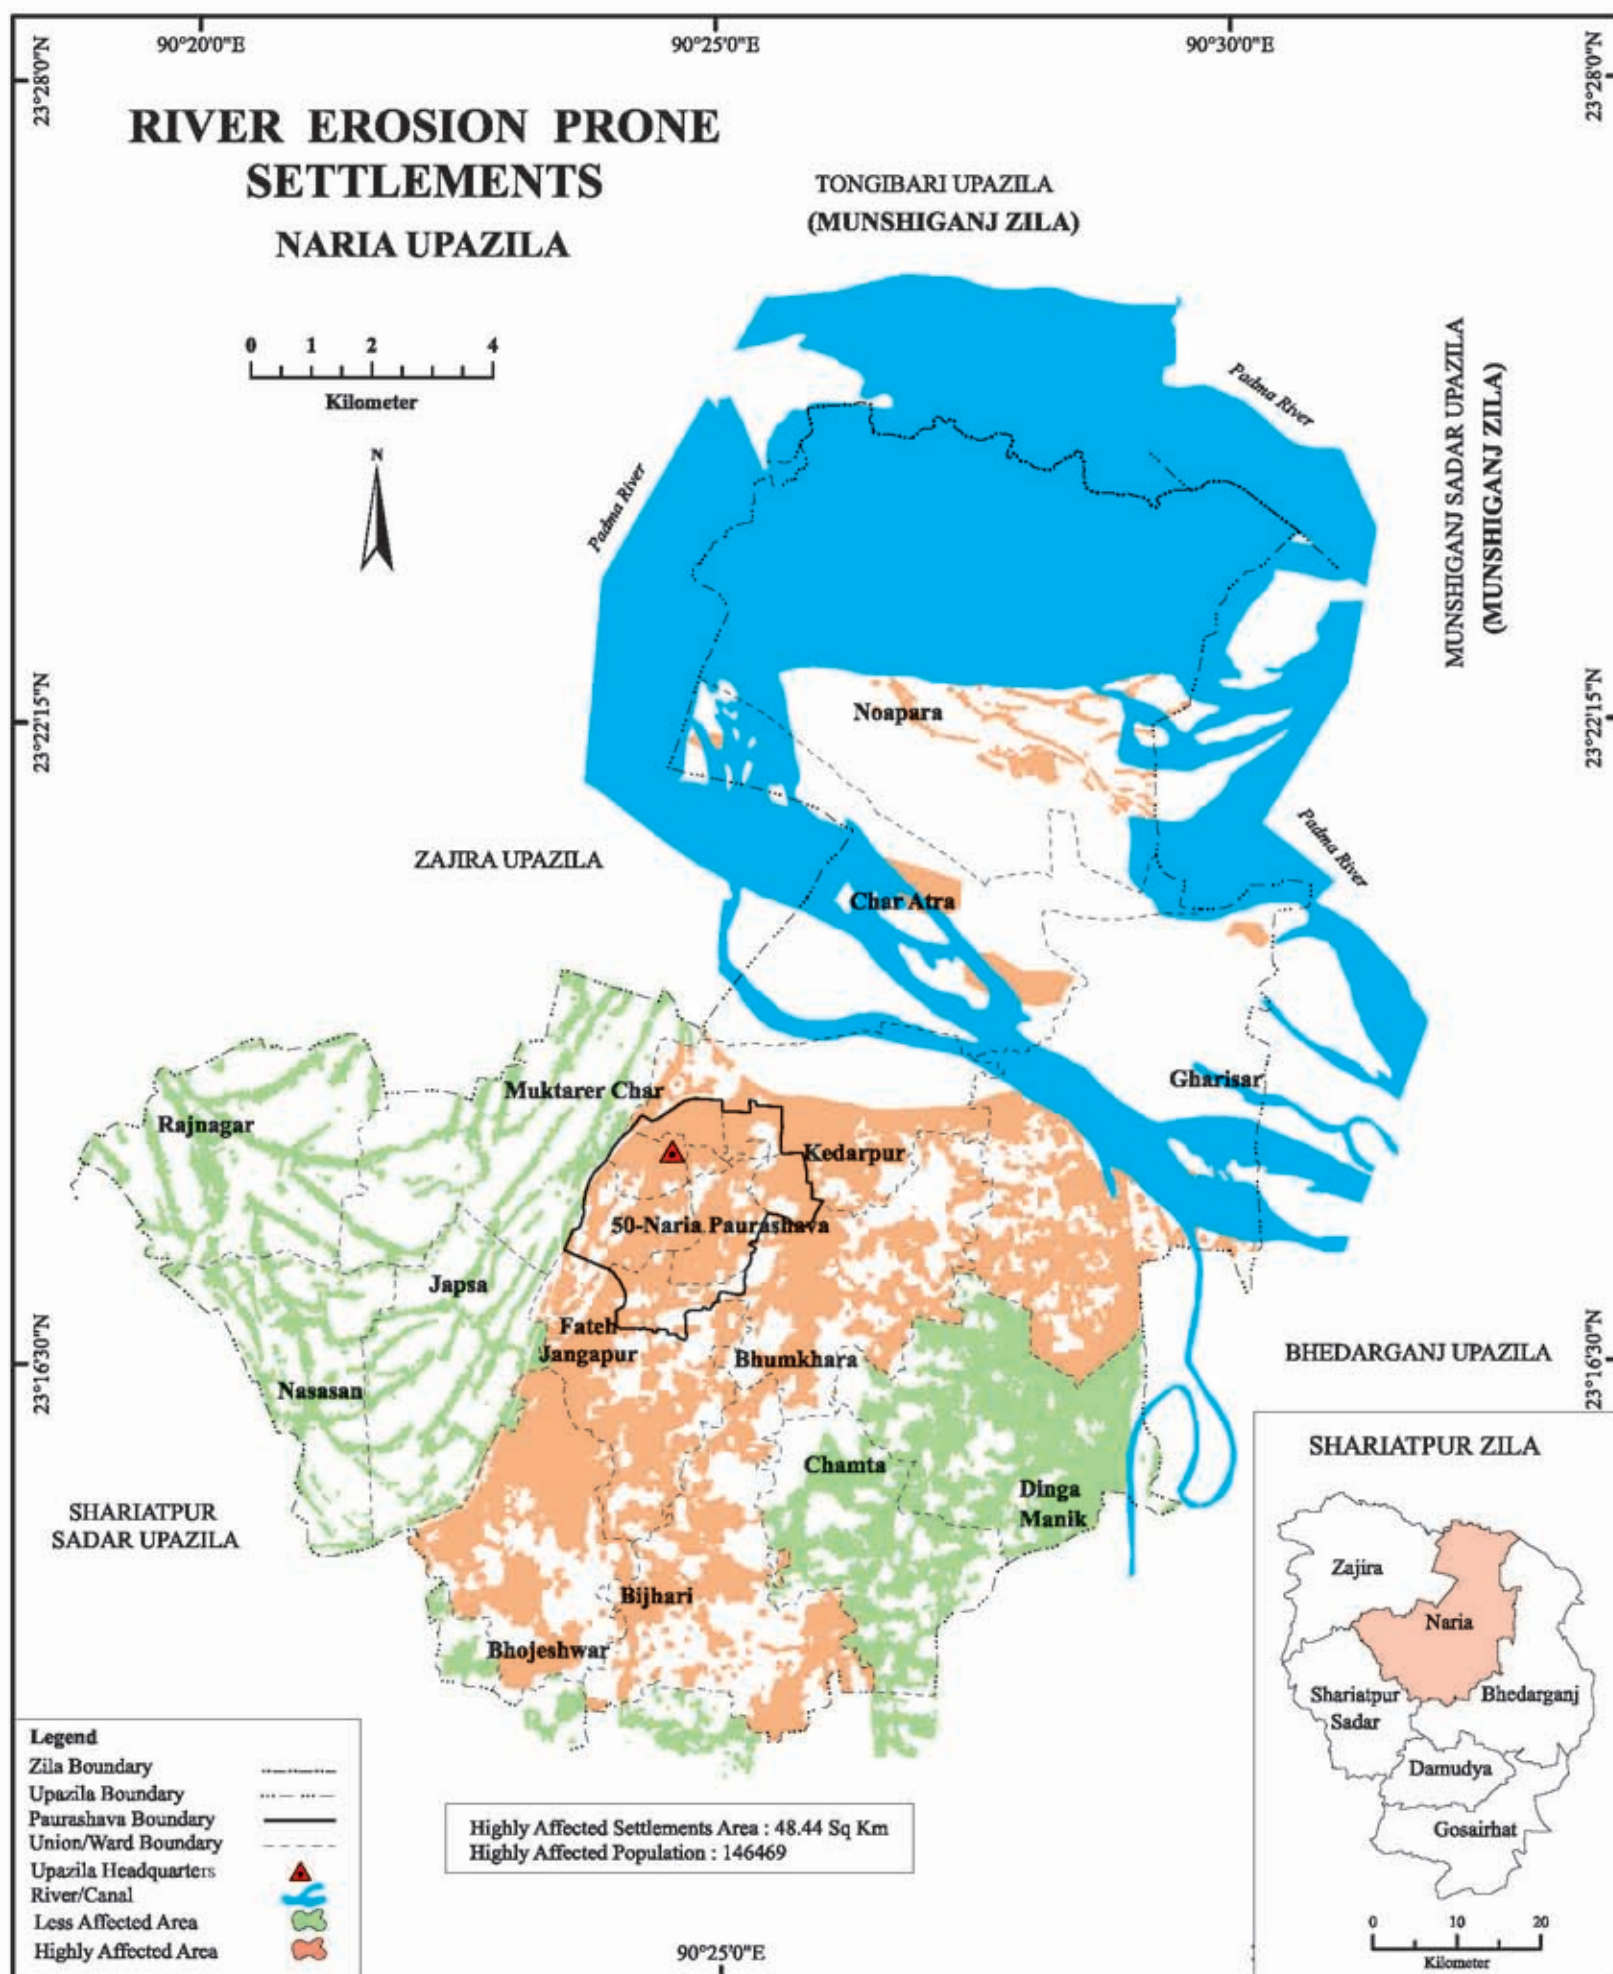 90°20'0"E
90°25'0"E
90°30'0"E
23°28'0"N
23°28'0"N
RIVER EROSION PRONE
SETTLEMENTS
NARIA UPAZILA
TONGIBARI UPAZILA
(MUNSHIGANJ ZILA)
0 1 2 4
Kilometer
N
Padma River
Padma River
MUNSHIGANJ SADAR UPAZILA
(MUNSHIGANJ ZILA)
23°22'15"N
23°22'15"N
Noapara
Padma River
ZAJIRA UPAZILA
Char Atra
Gharisar
Muktarer Char
Rajnagar
Kedarpur
50-Naria Paurashava
Japsa
Fateh
Jangapur
Bhumkhara
23°16'30"N
23°16'30"N
BHEDARGANJ UPAZILA
Nasasan
Chamta
Dinga
Manik
SHARIATPUR
SADAR UPAZILA
Bijhari
Bhojeshwar
SHARIATPUR ZILA
Zajira
Naria
Shariatpur
Sadar
Bhedarganj
Damudya
Gosairhat
0 10 20
Kilometer
Legend
Zila Boundary
Upazila Boundary
Paurashava Boundary
Union/Ward Boundary
Upazila Headquarters
River/Canal
Less Affected Area
Highly Affected Area
Highly Affected Settlements Area : 48.44 Sq Km
Highly Affected Population : 146469
90°25'0"E